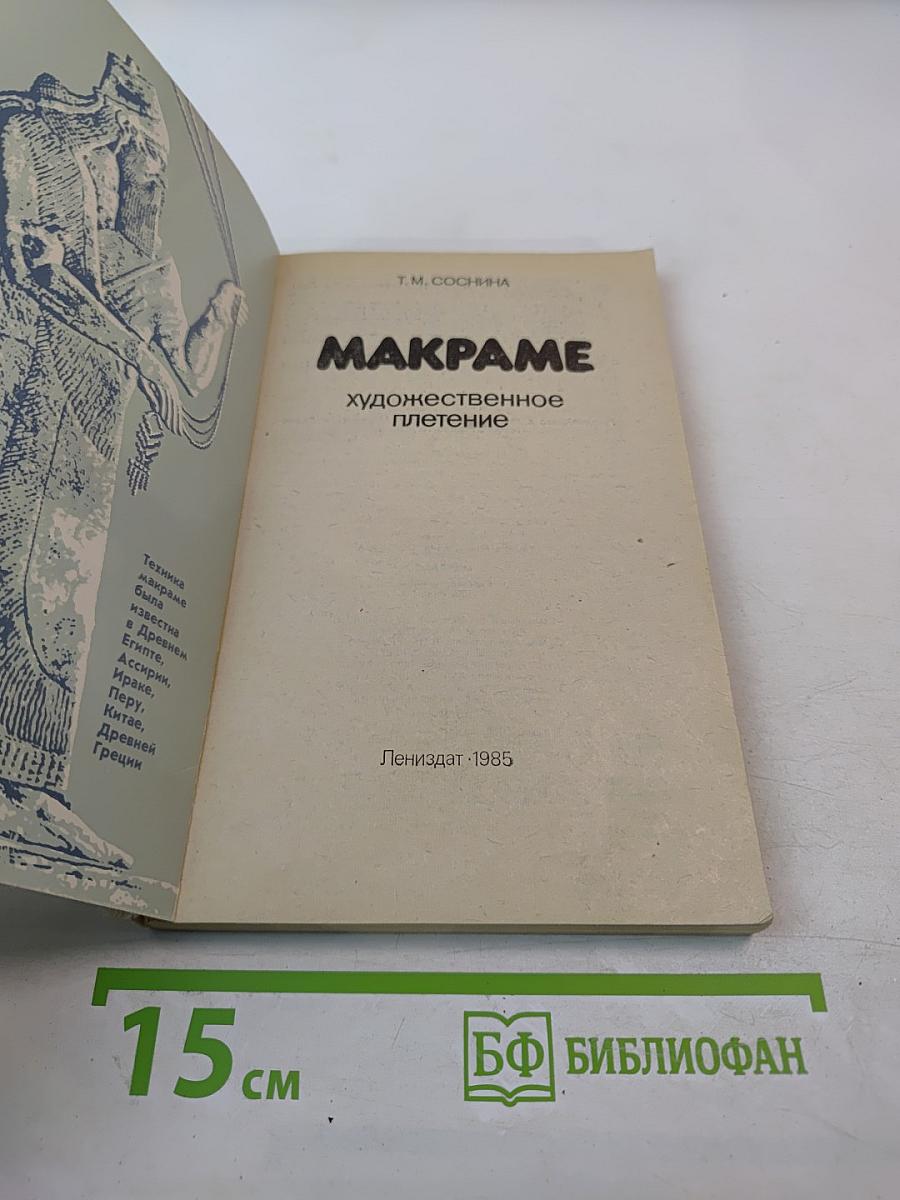 Техника
макраме
была
известна
в Древнем
Египте,
Ассирии,
Ираке,
Перу,
Китае,
Древней
Греции
Т. М. СОСНИНА
МАКРАМЕ
художественное
плетение
Лениздат·1985
15 см
БФ БИБЛИОФАН